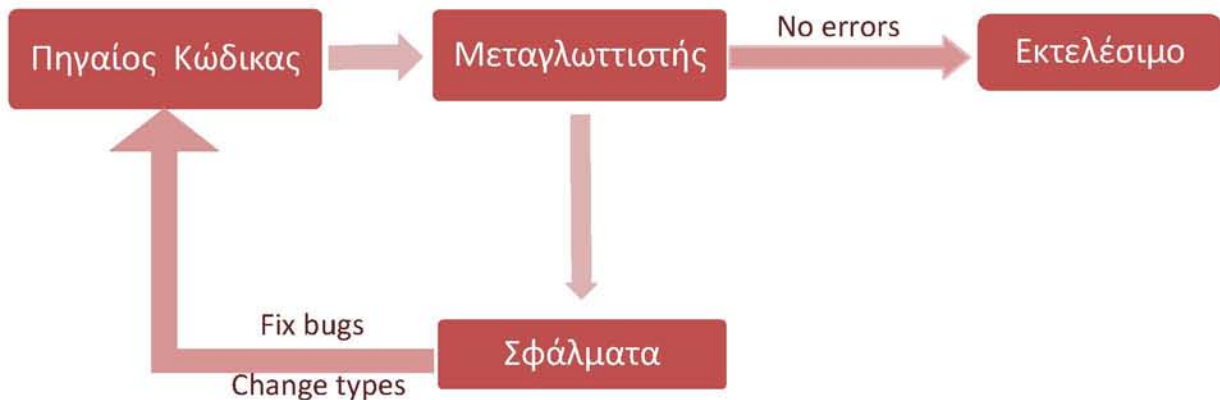 Πηγαίος Κώδικας
Μεταγλωττιστής
No errors
Εκτελέσιμο
Fix bugs
Change types
Σφάλματα